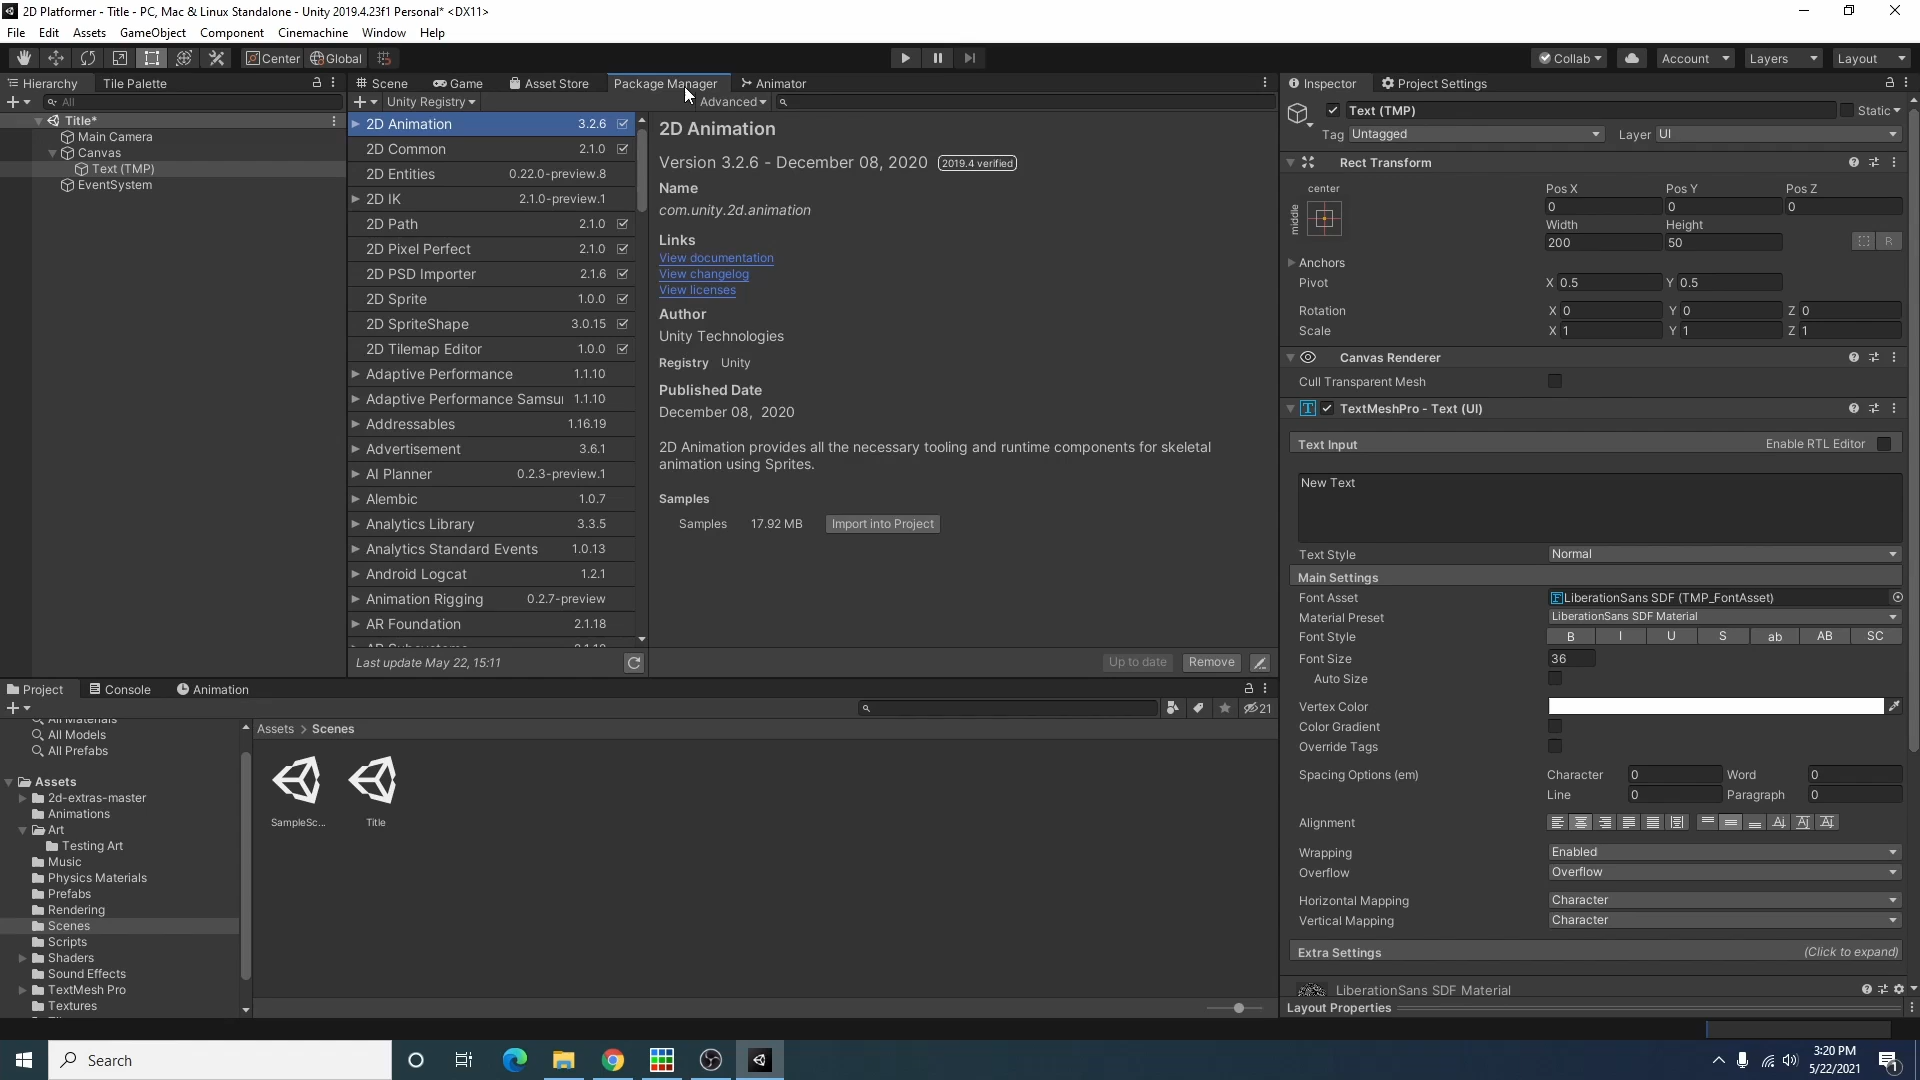 2D Platformer - Title - PC, Mac & Linux Standalone - Unity 2019.4.23f1 Personal* <DX11>
File Edit Assets GameObject Component Cinemachine Window Help
Center Global Collab Account Layers Layout
Hierarchy Tile Palette
All
Title*
Main Camera
Canvas
Text (TMP)
EventSystem
Scene Game Asset Store Package Manager Animator
Unity Registry Advanced
2D Animation 3.2.6
2D Common 2.1.0
2D Entities 0.22.0-preview.8
2D IK 2.1.0-preview.1
2D Path 2.1.0
2D Pixel Perfect 2.1.0
2D PSD Importer 2.1.6
2D Sprite 1.0.0
2D SpriteShape 3.0.15
2D Tilemap Editor 1.0.0
Adaptive Performance 1.1.10
Adaptive Performance Samsu 1.1.10
Addressables 1.16.19
Advertisement 3.6.1
AI Planner 0.2.3-preview.1
Alembic 1.0.7
Analytics Library 3.3.5
Analytics Standard Events 1.0.13
Android Logcat 1.2.1
Animation Rigging 0.2.7-preview
AR Foundation 2.1.18
Last update May 22, 15:11
2D Animation
Version 3.2.6 - December 08, 2020 2019.4 verified
Name
com.unity.2d.animation
Links
View documentation
View changelog
View licenses
Author
Unity Technologies
Registry Unity
Published Date
December 08, 2020
2D Animation provides all the necessary tooling and runtime components for skeletal
animation using Sprites.
Samples
Samples 17.92 MB Import into Project
Up to date Remove
Inspector Project Settings
Text (TMP) Static
Tag Untagged Layer UI
Rect Transform
center
middle
Pos X Pos Y Pos Z
0 0 0
Width Height
200 50 R
Anchors
Pivot X 0.5 Y 0.5
Rotation X 0 Y 0 Z 0
Scale X 1 Y 1 Z 1
Canvas Renderer
Cull Transparent Mesh
TextMeshPro - Text (UI)
Text Input Enable RTL Editor
New Text
Text Style Normal
Main Settings
Font Asset LiberationSans SDF (TMP_FontAsset)
Material Preset LiberationSans SDF Material
Font Style B I U S ab AB SC
Font Size 36
Auto Size
Vertex Color
Color Gradient
Override Tags
Spacing Options (em) Character 0 Word 0
Line 0 Paragraph 0
Alignment
Wrapping Enabled
Overflow Overflow
Horizontal Mapping Character
Vertical Mapping Character
Extra Settings (Click to expand)
LiberationSans SDF Material
Layout Properties
Project Console Animation
21
All Materials
All Models
All Prefabs
Assets
2d-extras-master
Animations
Art
Testing Art
Music
Physics Materials
Prefabs
Rendering
Scenes
Scripts
Shaders
Sound Effects
TextMesh Pro
Textures
Assets > Scenes
SampleSc... Title
Search
3:20 PM
5/22/2021
1